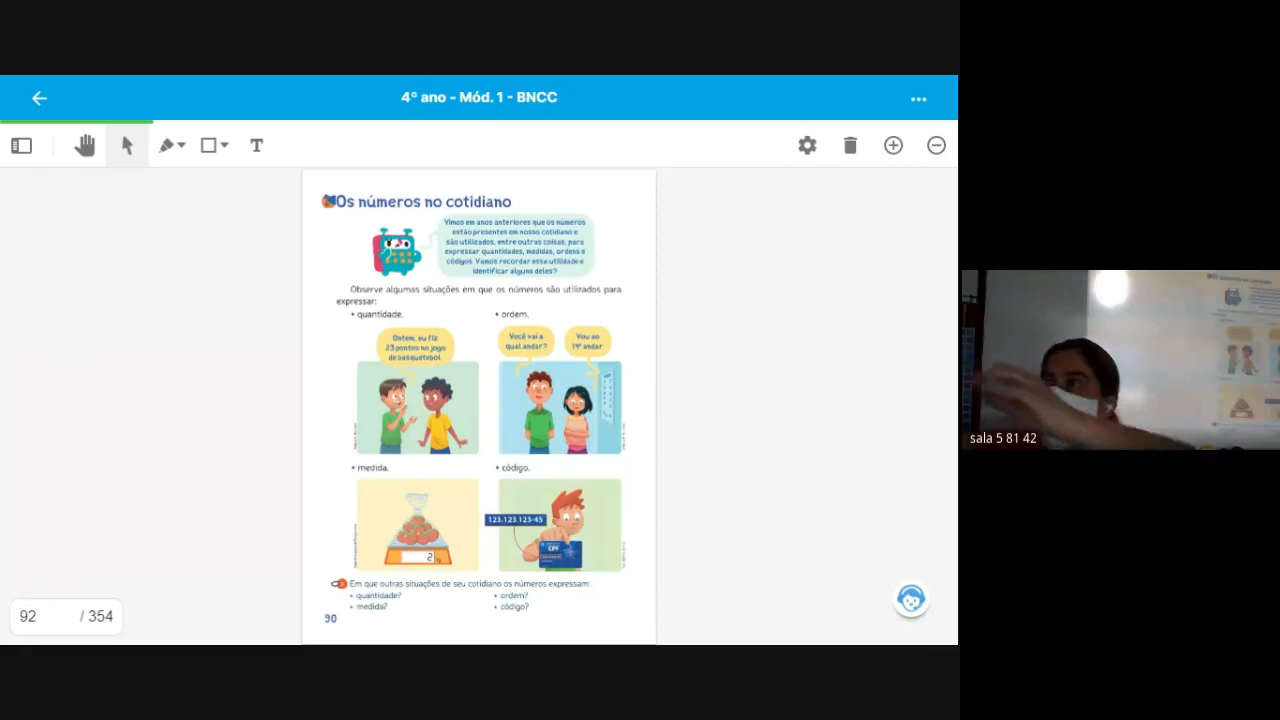 4º ano - Mód. 1 - BNCC
T
Os números no cotidiano
Vimos em anos anteriores que os números
estão presentes em nosso cotidiano e
são utilizados, entre outras coisas, para
expressar quantidades, medidas, ordens e
códigos. Vamos recordar essa utilidade e
identificar alguns deles?
Observe algumas situações em que os números são utilizados para
expressar:
• quantidade.
• ordem.
Ontem, eu fiz
23 pontos no jogo
de basquetebol.
Você vai a
qual andar?
Vou ao
19º andar.
• medida.
• código.
2
123.123.123-45
CPF
Em que outras situações de seu cotidiano os números expressam:
• quantidade?
• ordem?
• medida?
• código?
90
92 / 354
sala 5 81 42